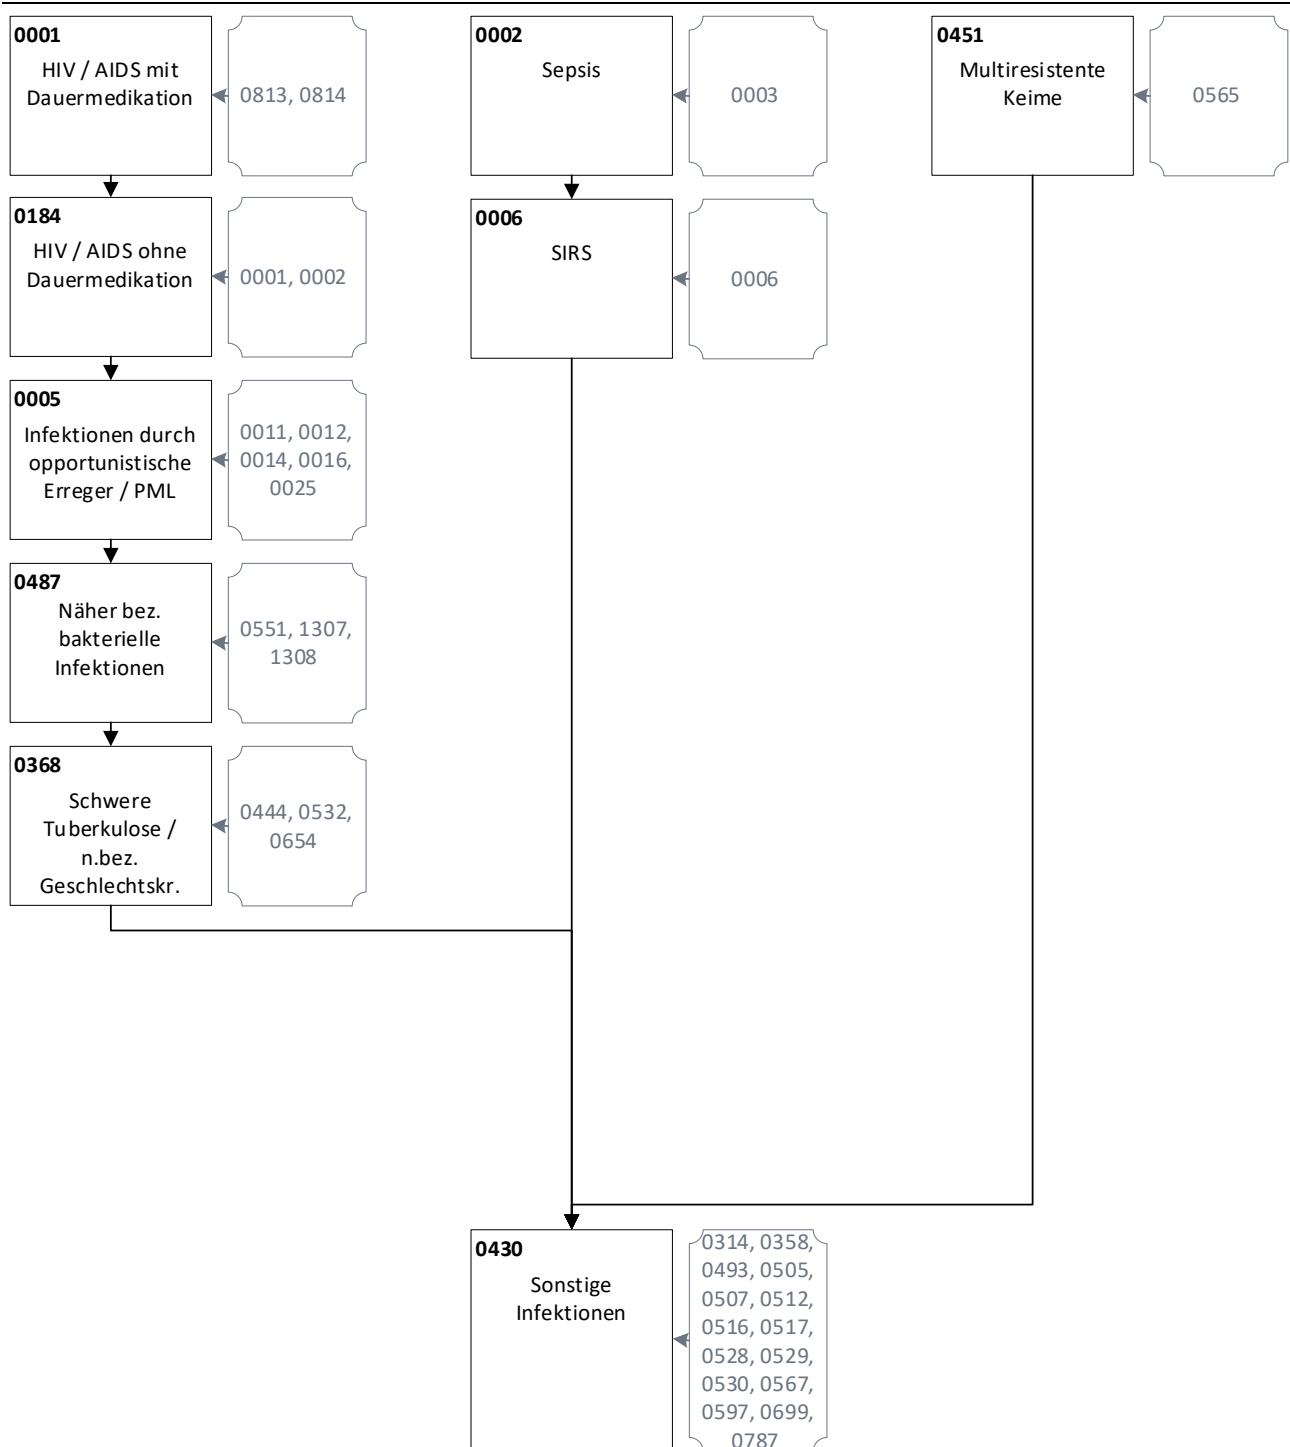 0001
HIV / AIDS mit
Dauermedikation
0813, 0814
0002
Sepsis
0003
0451
Multiresistente
Keime
0565
0184
HIV / AIDS ohne
Dauermedikation
0001, 0002
0006
SIRS
0006
0005
Infektionen durch
opportunistische
Erreger / PML
0011, 0012,
0014, 0016,
0025
0487
Näher bez.
bakterielle
Infektionen
0551, 1307,
1308
0368
Schwere
Tuberkulose /
n.bez.
Geschlechtskr.
0444, 0532,
0654
0430
Sonstige
Infektionen
0314, 0358,
0493, 0505,
0507, 0512,
0516, 0517,
0528, 0529,
0530, 0567,
0597, 0699,
0787